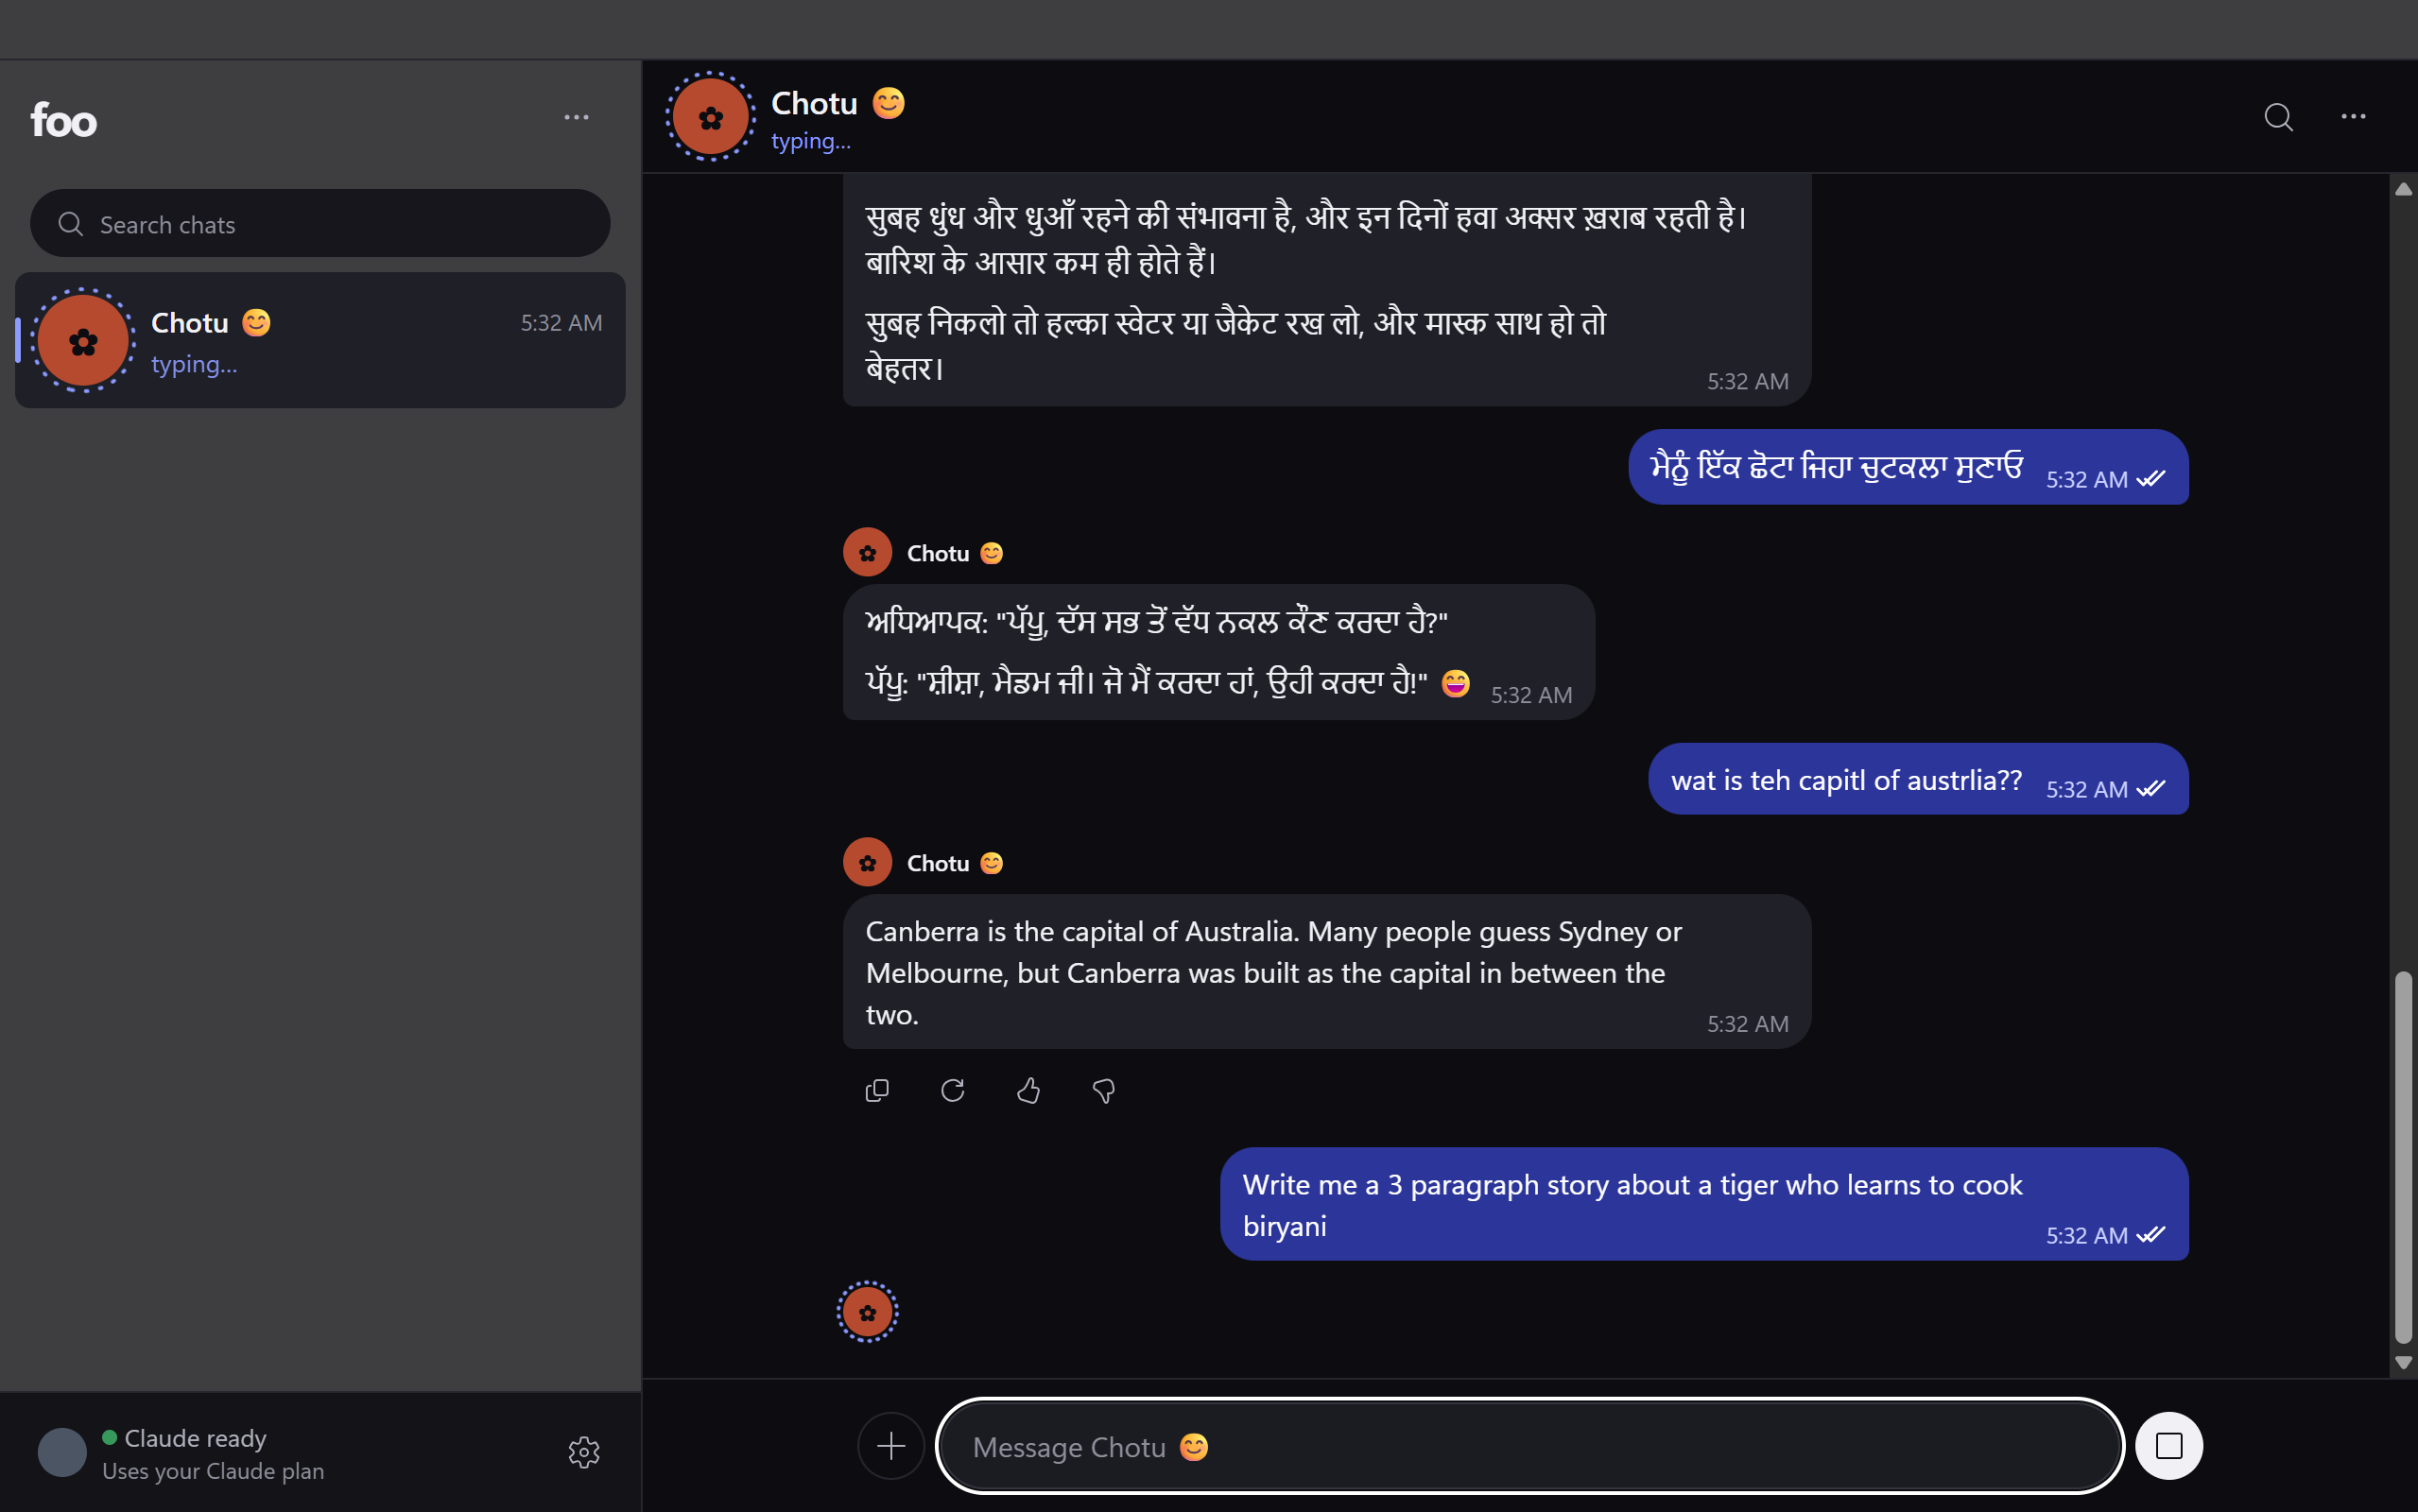 foo
Search chats
Chotu 😊
5:32 AM
typing...
Claude ready
Uses your Claude plan
Chotu 😊
typing...
सुबह धुंध और धुआँ रहने की संभावना है, और इन दिनों हवा अक्सर ख़राब रहती है।
बारिश के आसार कम ही होते हैं।
सुबह निकलो तो हल्का स्वेटर या जैकेट रख लो, और मास्क साथ हो तो
बेहतर।
5:32 AM
ਮੈਨੂੰ ਇੱਕ ਛੋਟਾ ਜਿਹਾ ਚੁਟਕਲਾ ਸੁਣਾਓ
5:32 AM
Chotu 😊
ਅਧਿਆਪਕ: "ਪੱਪੂ, ਦੱਸ ਸਭ ਤੋਂ ਵੱਧ ਨਕਲ ਕੌਣ ਕਰਦਾ ਹੈ?"
ਪੱਪੂ: "ਸ਼ੀਸ਼ਾ, ਮੈਡਮ ਜੀ। ਜੋ ਮੈਂ ਕਰਦਾ ਹਾਂ, ਉਹੀ ਕਰਦਾ ਹੈ!" 😄
5:32 AM
wat is teh capitl of austrlia??
5:32 AM
Chotu 😊
Canberra is the capital of Australia. Many people guess Sydney or
Melbourne, but Canberra was built as the capital in between the
two.
5:32 AM
Write me a 3 paragraph story about a tiger who learns to cook
biryani
5:32 AM
Message Chotu 😊